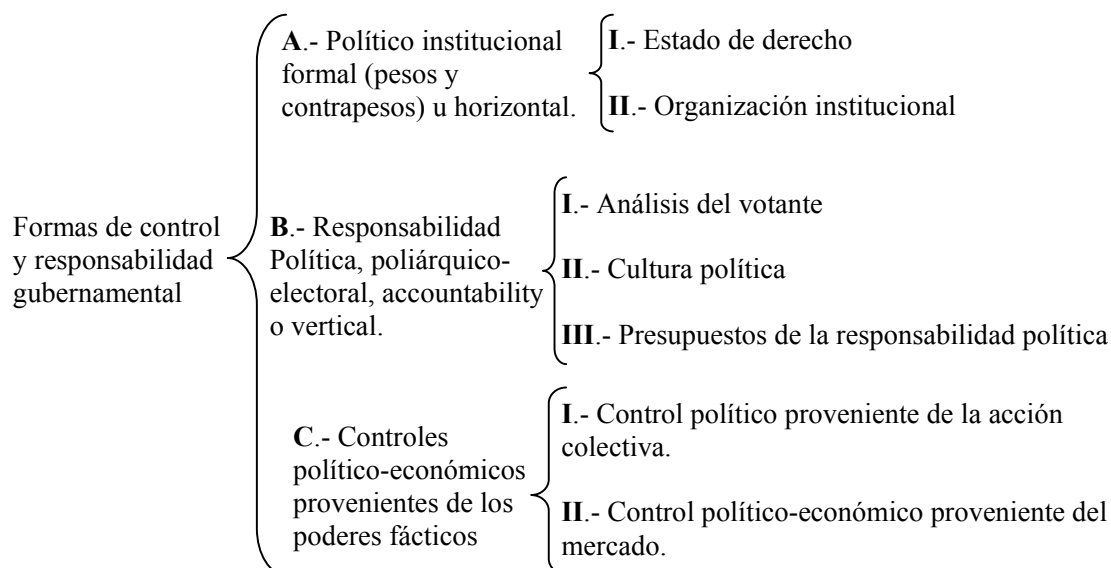 Formas de control
y responsabilidad
gubernamental
A.- Político institucional
formal (pesos y
contrapesos) u horizontal.
I.- Estado de derecho
II.- Organización institucional
B.- Responsabilidad
Política, poliárquico-
electoral, accountability
o vertical.
I.- Análisis del votante
II.- Cultura política
III.- Presupuestos de la responsabilidad política
C.- Controles
político-económicos
provenientes de los
poderes fácticos
I.- Control político proveniente de la acción
colectiva.
II.- Control político-económico proveniente del
mercado.